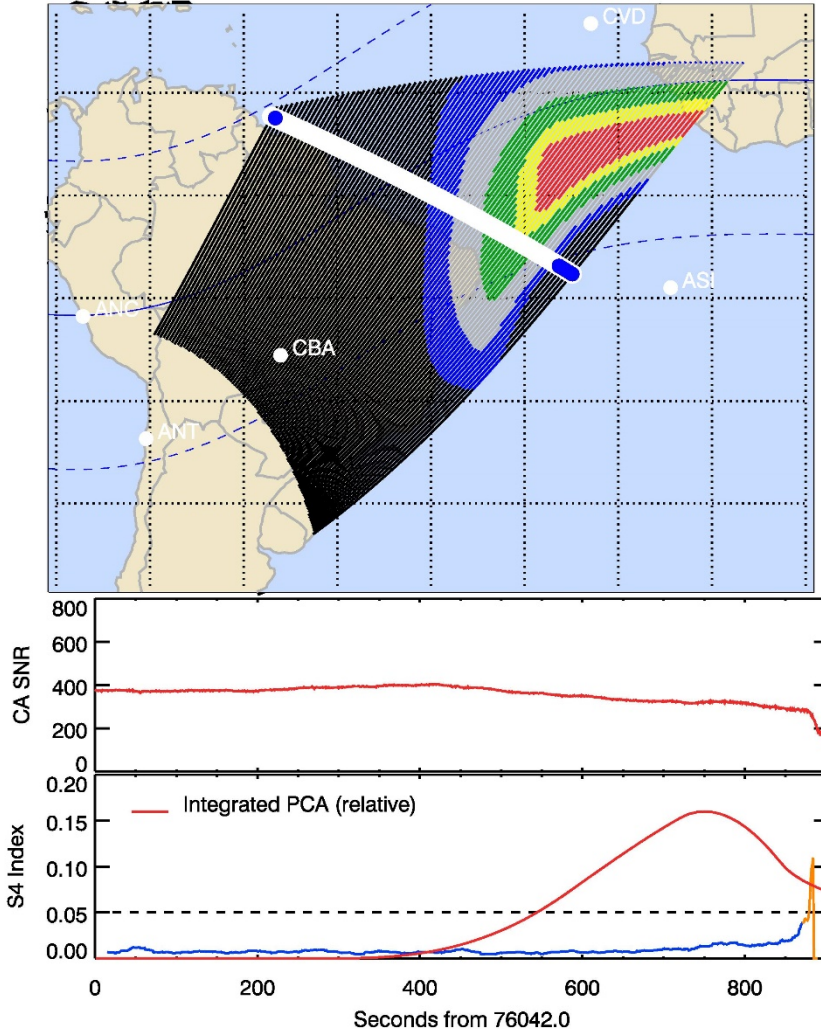 CVD
ASI
ANC
CBA
ANT
800
600
400
200
0
CA SNR
0.20
0.15
0.10
0.05
0.00
S4 Index
Integrated PCA (relative)
0 200 400 600 800
Seconds from 76042.0